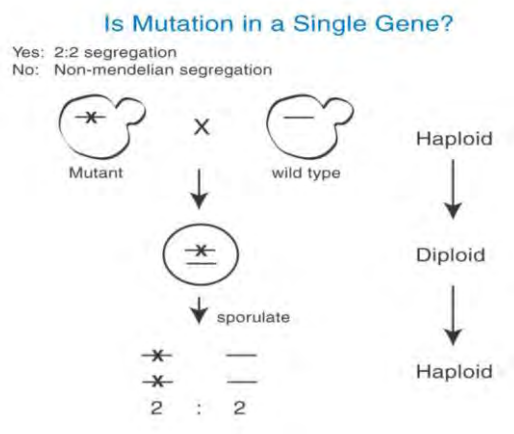 Is Mutation in a Single Gene?
Yes: 2:2 segregation
No: Non-mendelian segregation
x
X
Mutant
wild type
Haploid
x
Diploid
sporulate
x
x
Haploid
2 : 2